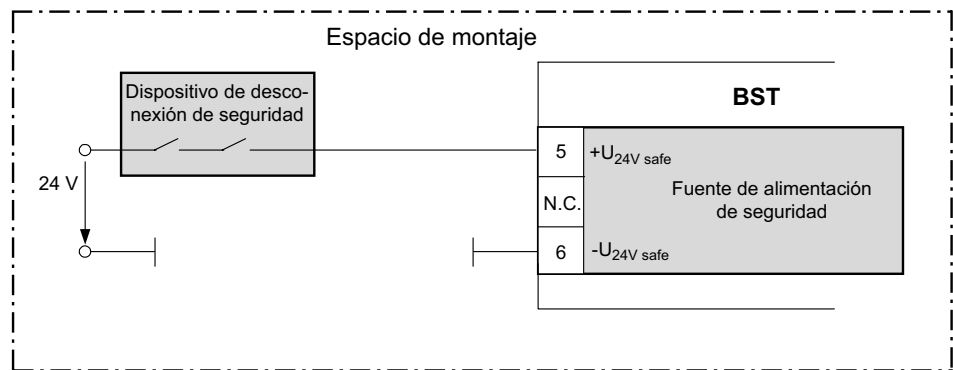 Espacio de montaje
Dispositivo de desco-
nexión de seguridad
BST
24 V
5
+U24V safe
N.C.
Fuente de alimentación
de seguridad
6
-U24V safe